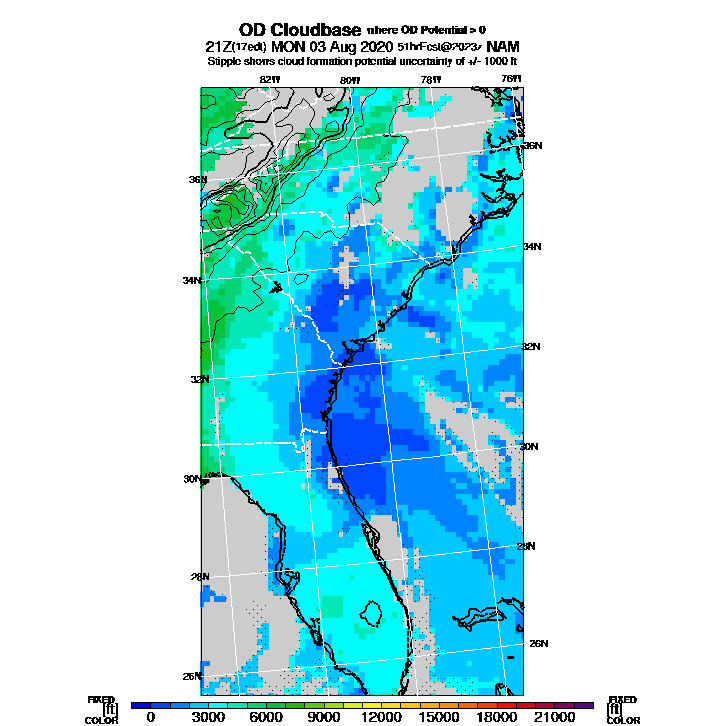 OD Cloudbase where OD Potential > 0
21Z(17edt) MON 03 Aug 2020 51hrFcst@2023z NAM
Stipple shows cloud formation potential uncertainty of +/- 1000 ft
82W 80W 78W 76W
36N
36N
34N
34N
32N
32N
30N
30N
28N
28N
26N
26N
FIXED FIXED
[ft] [ft]
COLOR 0 3000 6000 9000 12000 15000 18000 21000 COLOR